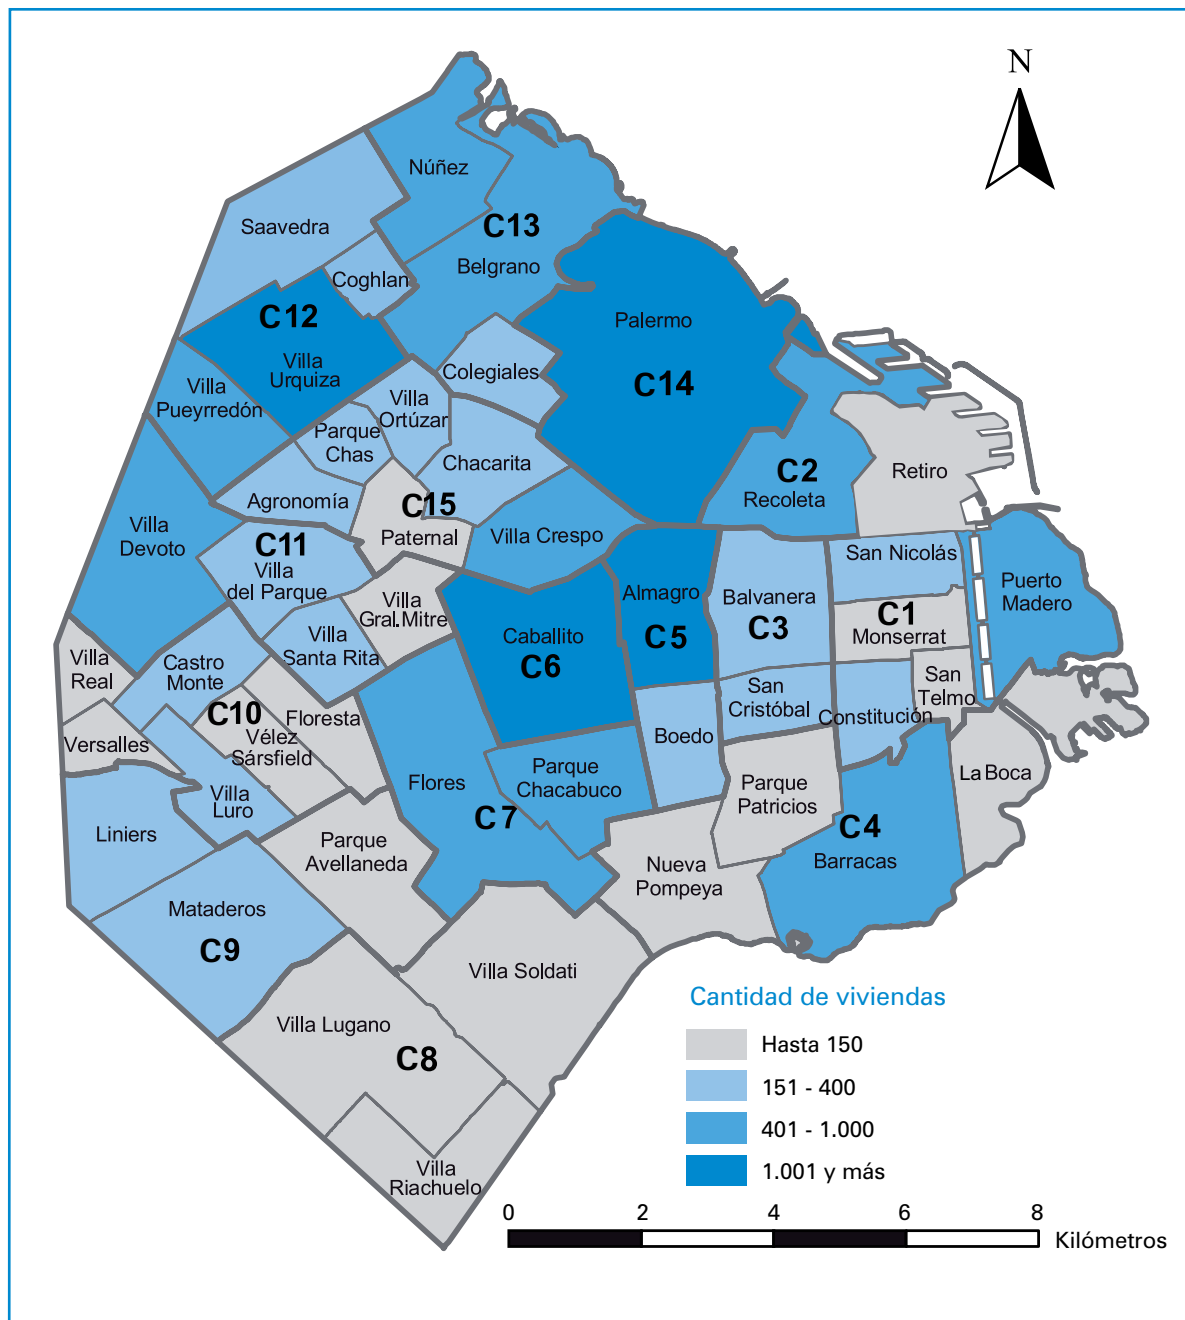 N
Núñez
Saavedra
C13
Belgrano
Coghlan
C12
Villa
Urquiza
Palermo
C14
Villa
Pueyrredón
Colegiales
Villa
Ortúzar
Parque
Chas
Chacarita
C2
Recoleta
Retiro
Agronomía
C15
Paternal
Villa Crespo
Villa
Devoto
C11
Villa
del Parque
San Nicolás
Puerto
Madero
Almagro
C5
Balvanera
C3
C1
Monserrat
Villa
Gral. Mitre
Caballito
C6
Villa
Santa Rita
Villa
Real
Castro
Monte
San
Telmo
San
Cristóbal
Constitución
C10
Vélez
Sársfield
Floresta
Versalles
Boedo
Flores
Parque
Chacabuco
C7
La Boca
Parque
Patricios
Villa
Luro
Liniers
Parque
Avellaneda
C4
Barracas
Nueva
Pompeya
Mataderos
C9
Villa Soldati
Villa Lugano
C8
Villa
Riachuelo
Cantidad de viviendas
Hasta 150
151 - 400
401 - 1.000
1.001 y más
0 2 4 6 8
Kilómetros